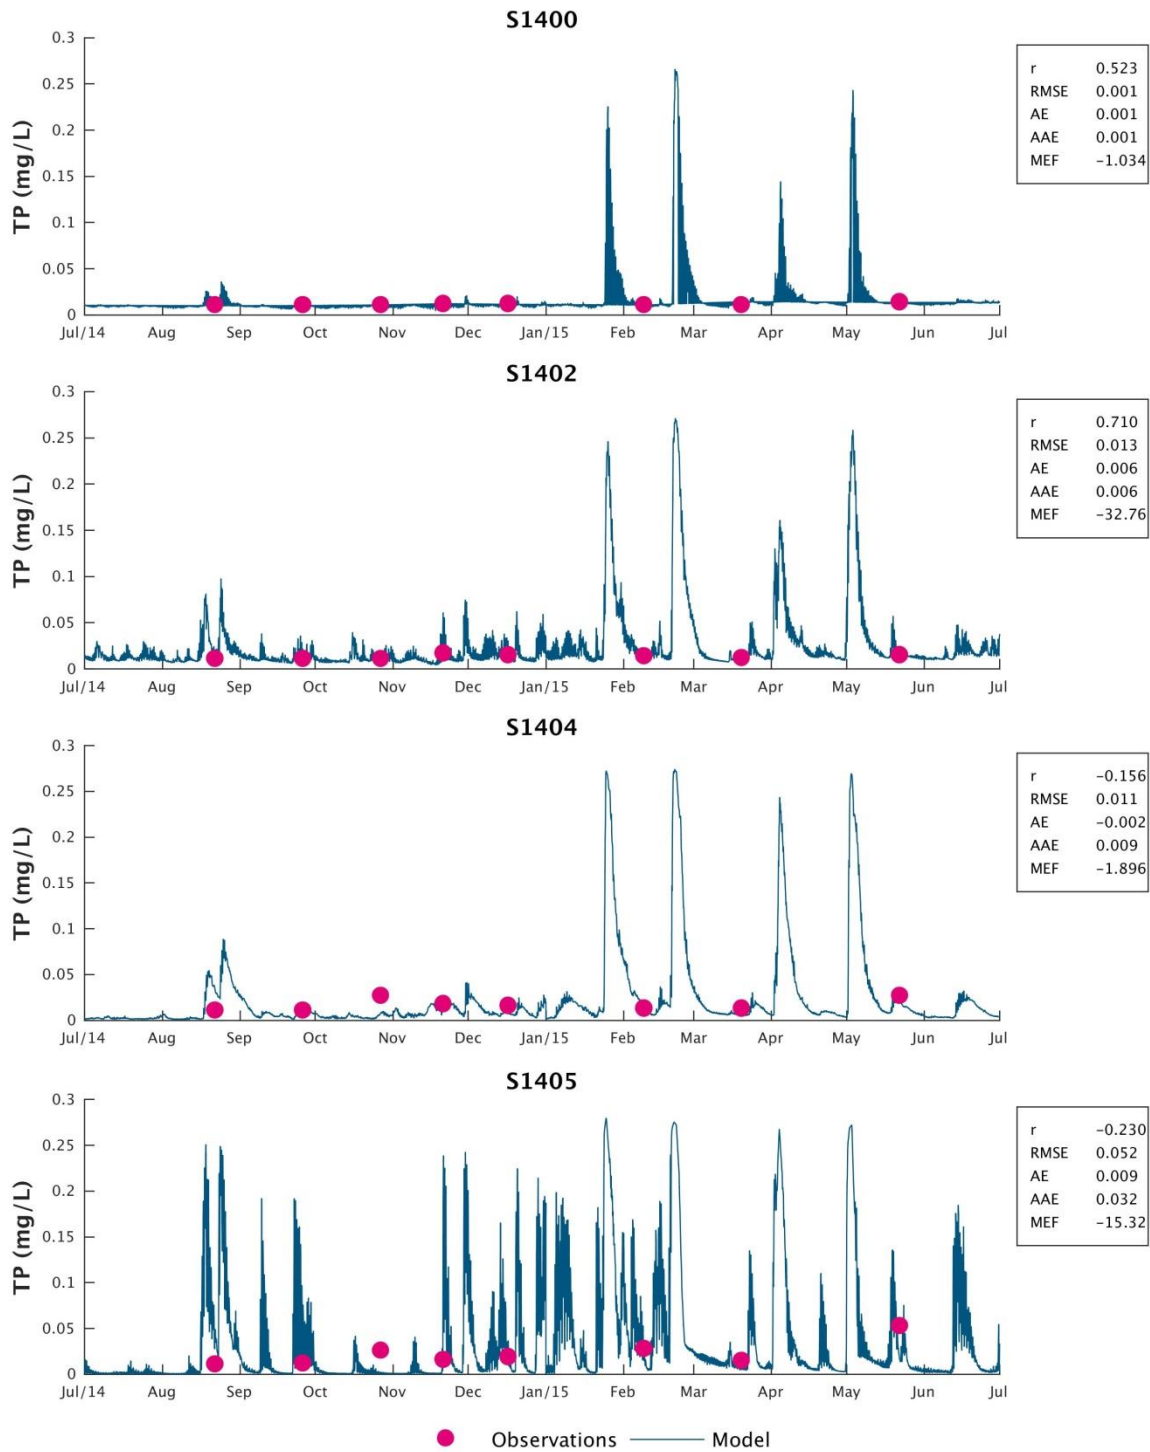 S1400
0.3
0.25
0.2
0.15
0.1
0.05
0
TP (mg/L)
Jul/14 Aug Sep Oct Nov Dec Jan/15 Feb Mar Apr May Jun Jul
r 0.523
RMSE 0.001
AE 0.001
AAE 0.001
MEF −1.034
S1402
0.3
0.25
0.2
0.15
0.1
0.05
0
TP (mg/L)
Jul/14 Aug Sep Oct Nov Dec Jan/15 Feb Mar Apr May Jun Jul
r 0.710
RMSE 0.013
AE 0.006
AAE 0.006
MEF −32.76
S1404
0.3
0.25
0.2
0.15
0.1
0.05
0
TP (mg/L)
Jul/14 Aug Sep Oct Nov Dec Jan/15 Feb Mar Apr May Jun Jul
r −0.156
RMSE 0.011
AE −0.002
AAE 0.009
MEF −1.896
S1405
0.3
0.25
0.2
0.15
0.1
0.05
0
TP (mg/L)
Jul/14 Aug Sep Oct Nov Dec Jan/15 Feb Mar Apr May Jun Jul
r −0.230
RMSE 0.052
AE 0.009
AAE 0.032
MEF −15.32
Observations Model